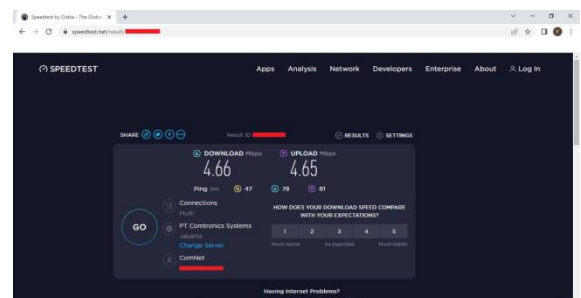 Speedtest by Ookla - The Global
speedtest.net/result/
SPEEDTEST
Apps Analysis Network Developers Enterprise About Log In
SHARE Result ID RESULTS SETTINGS
DOWNLOAD Mbps UPLOAD Mbps
4.66 4.65
Ping ms 47 78 81
Connections
Multi
PT Comtronics Systems
Jakarta
Change Server
ComNet
GO
HOW DOES YOUR DOWNLOAD SPEED COMPARE
WITH YOUR EXPECTATIONS?
1 2 3 4 5
Much worse As expected Much better
Having Internet Problems?